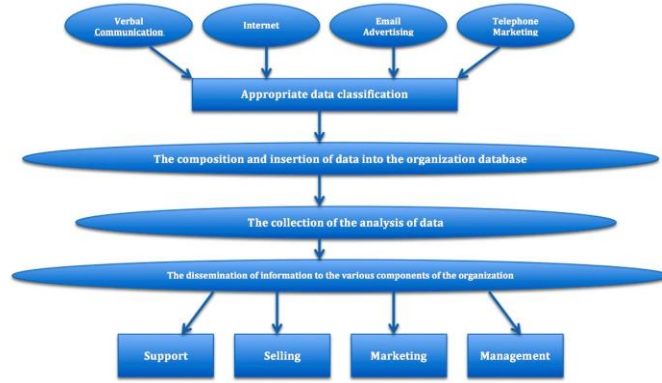 Verbal
Communication
Internet
Email
Advertising
Telephone
Marketing
Appropriate data classification
The composition and insertion of data into the organization database
The collection of the analysis of data
The dissemination of information to the various components of the organization
Support
Selling
Marketing
Management